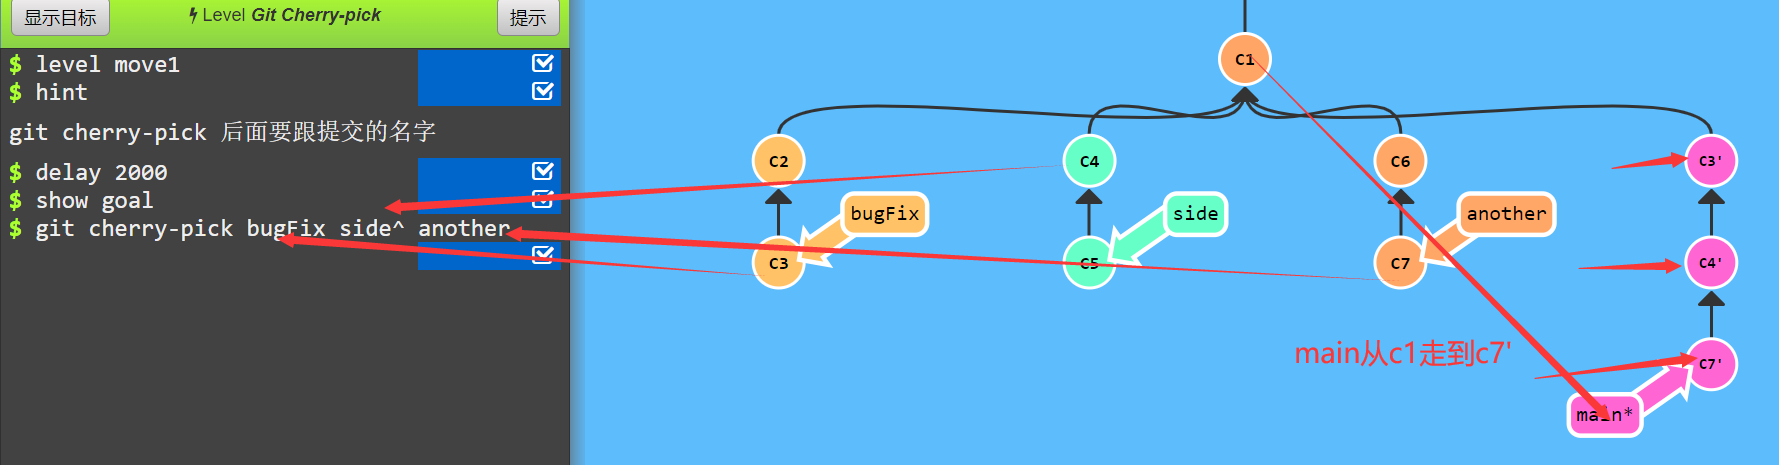 显示目标
Level Git Cherry-pick
提示
$ level move1
$ hint
git cherry-pick 后面要跟提交的名字
$ delay 2000
$ show goal
$ git cherry-pick bugFix side^ another
C1
C2
C4
C6
C3'
bugFix
side
another
C3
C5
C7
C4'
main从c1走到c7'
C7'
main*